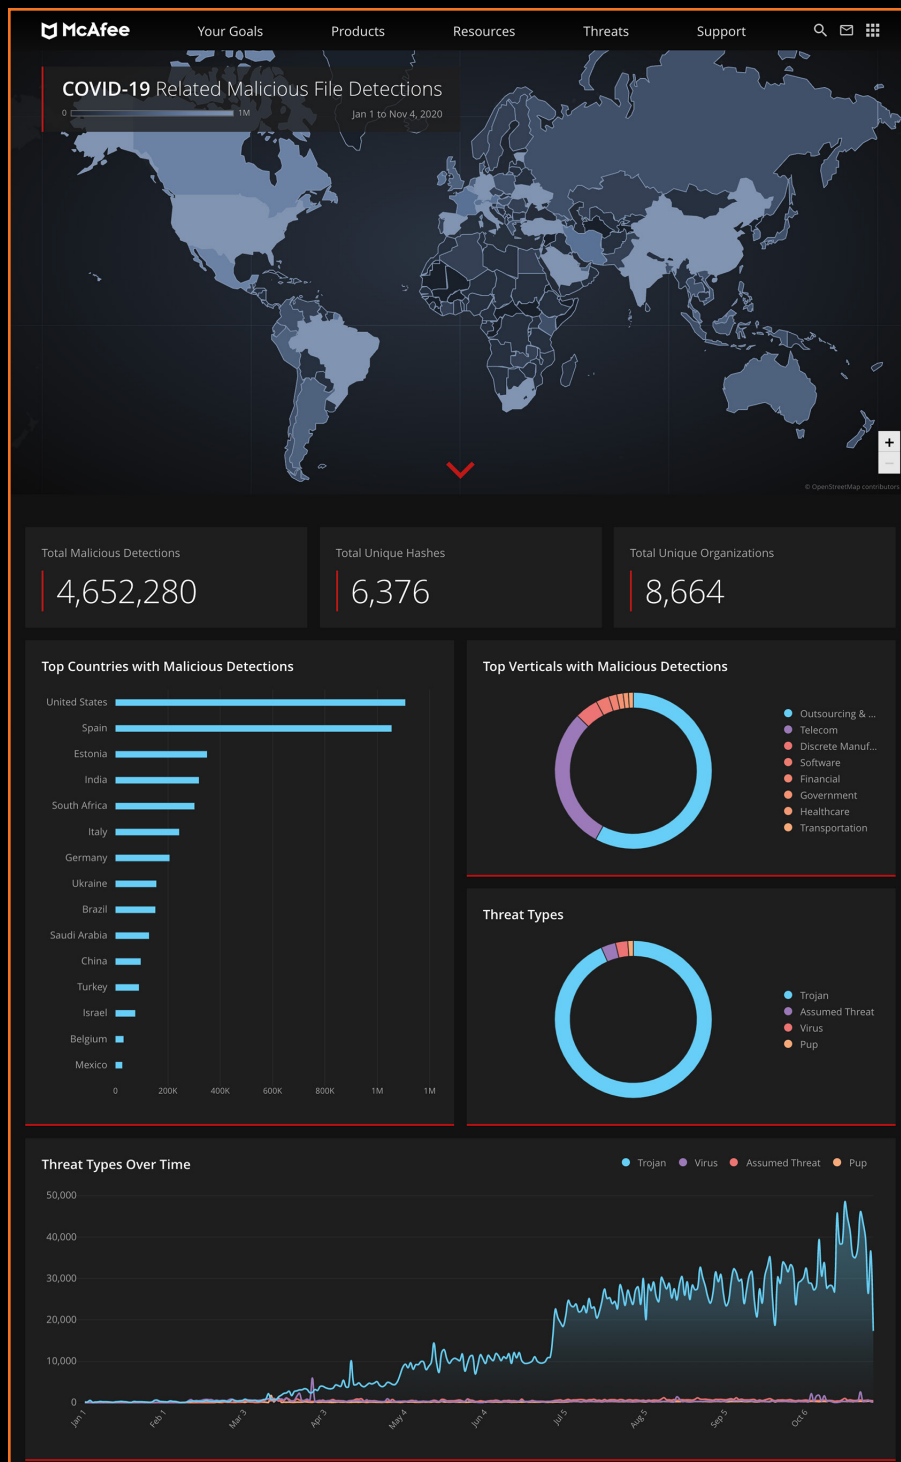 McAfee
Your Goals
Products
Resources
Threats
Support
COVID-19 Related Malicious File Detections
0
1M
Jan 1 to Nov 4, 2020
+
© OpenStreetMap contributors
Total Malicious Detections
4,652,280
Total Unique Hashes
6,376
Total Unique Organizations
8,664
Top Countries with Malicious Detections
United States
Spain
Estonia
India
South Africa
Italy
Germany
Ukraine
Brazil
Saudi Arabia
China
Turkey
Israel
Belgium
Mexico
0 200K 400K 600K 800K 1M 1M
Top Verticals with Malicious Detections
Outsourcing & ...
Telecom
Discrete Manuf...
Software
Financial
Government
Healthcare
Transportation
Threat Types
Trojan
Assumed Threat
Virus
Pup
Threat Types Over Time
Trojan Virus Assumed Threat Pup
50,000
40,000
30,000
20,000
10,000
0
Jan 1 Feb 1 Mar 3 Apr 3 May 4 Jun 4 Jul 5 Aug 5 Sep 5 Oct 6